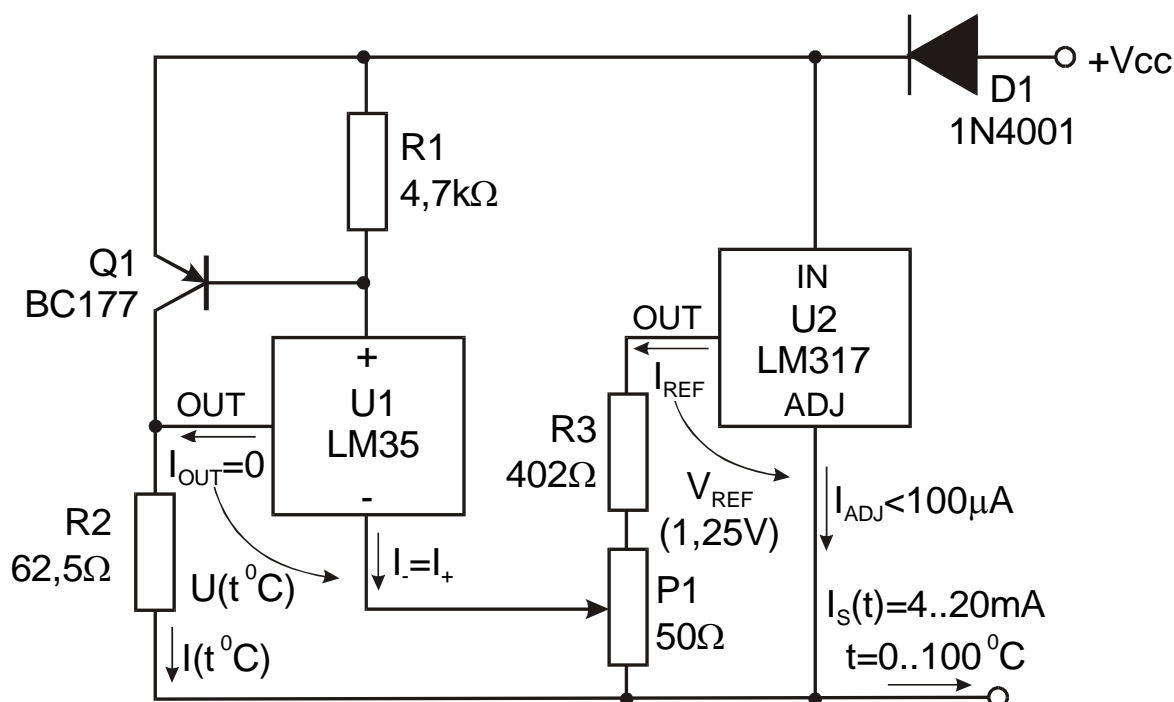 +Vcc
D1
1N4001
R1
4,7kΩ
Q1
BC177
IN
U2
LM317
ADJ
OUT
I_REF
+
U1
LM35
-
OUT
I_OUT=0
R3
402Ω
V_REF
(1,25V)
I_ADJ<100μA
R2
62,5Ω
U(t⁰C)
I₋=I₊
P1
50Ω
I_S(t)=4..20mA
t=0..100⁰C
I(t⁰C)